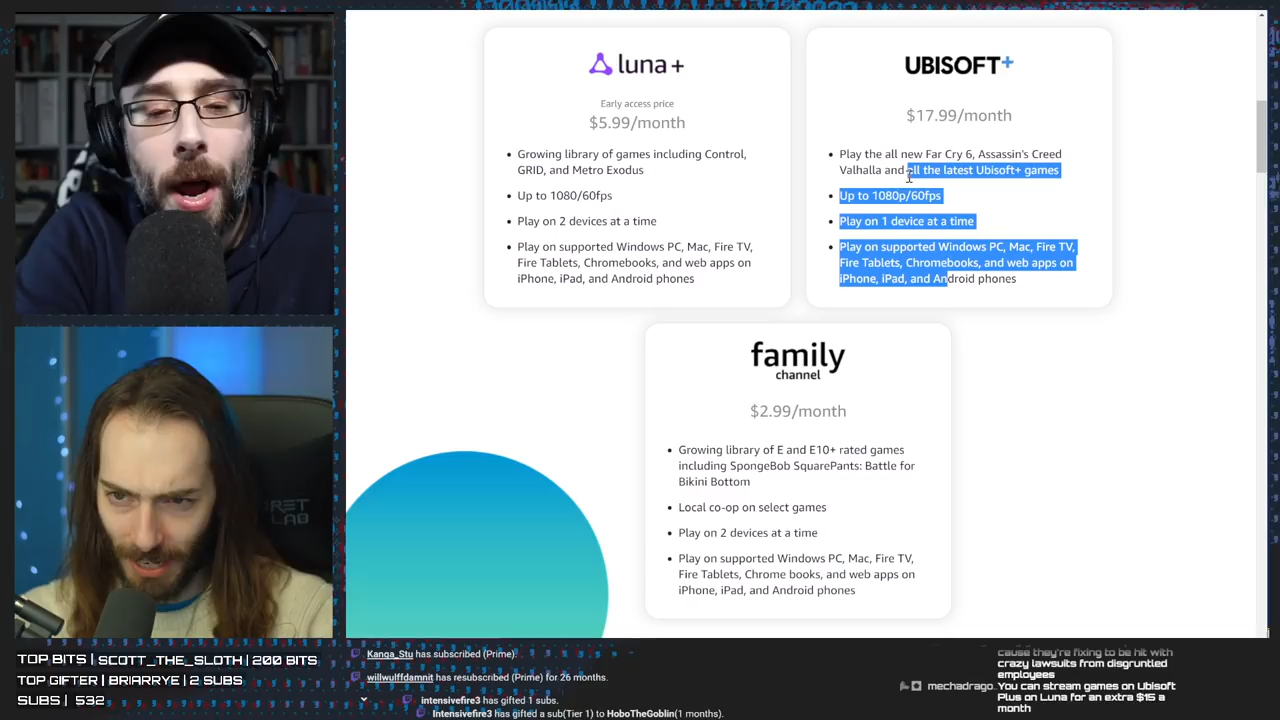 luna+
Early access price
$5.99/month
• Growing library of games including Control,
GRID, and Metro Exodus
• Up to 1080/60fps
• Play on 2 devices at a time
• Play on supported Windows PC, Mac, Fire TV,
Fire Tablets, Chromebooks, and web apps on
iPhone, iPad, and Android phones
UBISOFT+
$17.99/month
• Play the all new Far Cry 6, Assassin's Creed
Valhalla and all the latest Ubisoft+ games
• Up to 1080p/60fps
• Play on 1 device at a time
• Play on supported Windows PC, Mac, Fire TV,
Fire Tablets, Chromebooks, and web apps on
iPhone, iPad, and Android phones
family
channel
$2.99/month
• Growing library of E and E10+ rated games
including SpongeBob SquarePants: Battle for
Bikini Bottom
• Local co-op on select games
• Play on 2 devices at a time
• Play on supported Windows PC, Mac, Fire TV,
Fire Tablets, Chrome books, and web apps on
iPhone, iPad, and Android phones
RET
LAB
TOP BITS | SCOTT_THE_SLOTH | 200 BITS
TOP GIFTER | BRIARRYE | 2 SUBS
SUBS | 532
Kanga_Stu has subscribed (Prime).
willwulffdamnit has resubscribed (Prime) for 26 months.
intensivefire3 has gifted 1 subs.
Intensivefire3 has gifted a sub(Tier 1) to HoboTheGoblin(1 months).
cause they're fixing to be hit with
crazy lawsuits from disgruntled
employees
mechadrago: You can stream games on Ubisoft
Plus on Luna for an extra $15 a
month